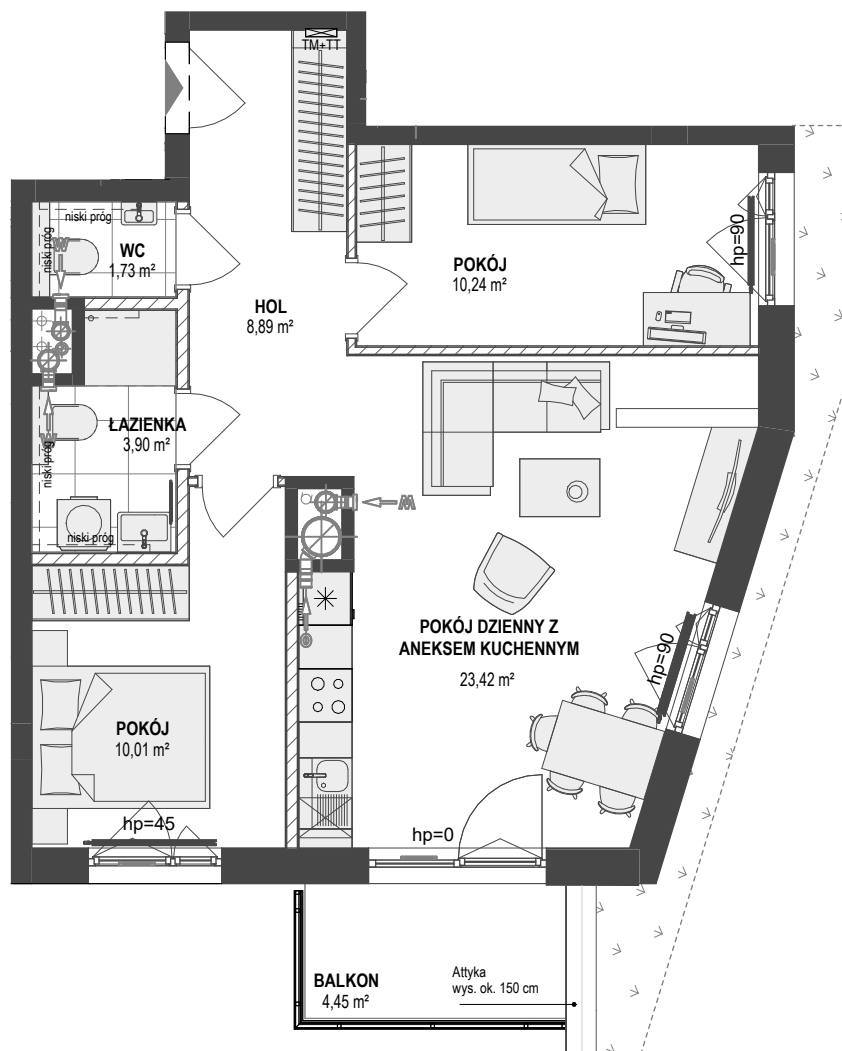 TM+TT
niski próg
niski próg
WC
1,73 m²
W
POKÓJ
10,24 m²
hp=90
HOL
8,89 m²
ŁAZIENKA
3,90 m²
W
niski próg
niski próg
W
O
POKÓJ DZIENNY Z
ANEKSEM KUCHENNYM
23,42 m²
hp=90
POKÓJ
10,01 m²
hp=45
hp=0
BALKON
4,45 m²
Attyka
wys. ok. 150 cm